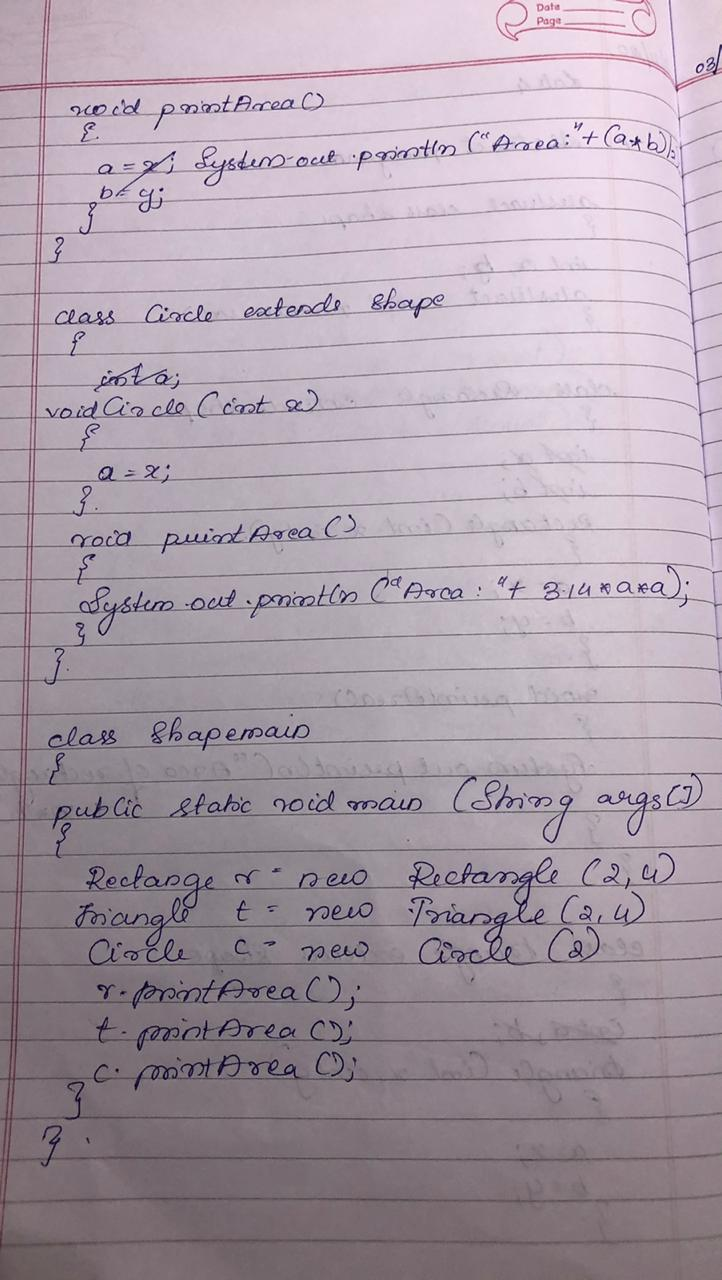 Date
Page
03/
void printArea()
{
a = x; System.out.println ("Area:"+(a*b));
b = y;
}
}
class Circle extends shape
{
int a;
void Circle (int x)
{
a = x;
}
void printArea()
{
System.out.println ("Area : "+ 3.14 *a*a);
}
}
class Shapemain
{
public static void main (String args[])
{
Rectange r = new Rectangle (2,4)
Triangle t = new Triangle (2,4)
Circle c = new Circle (2)
r.printArea();
t.printArea();
c.printArea();
}
}